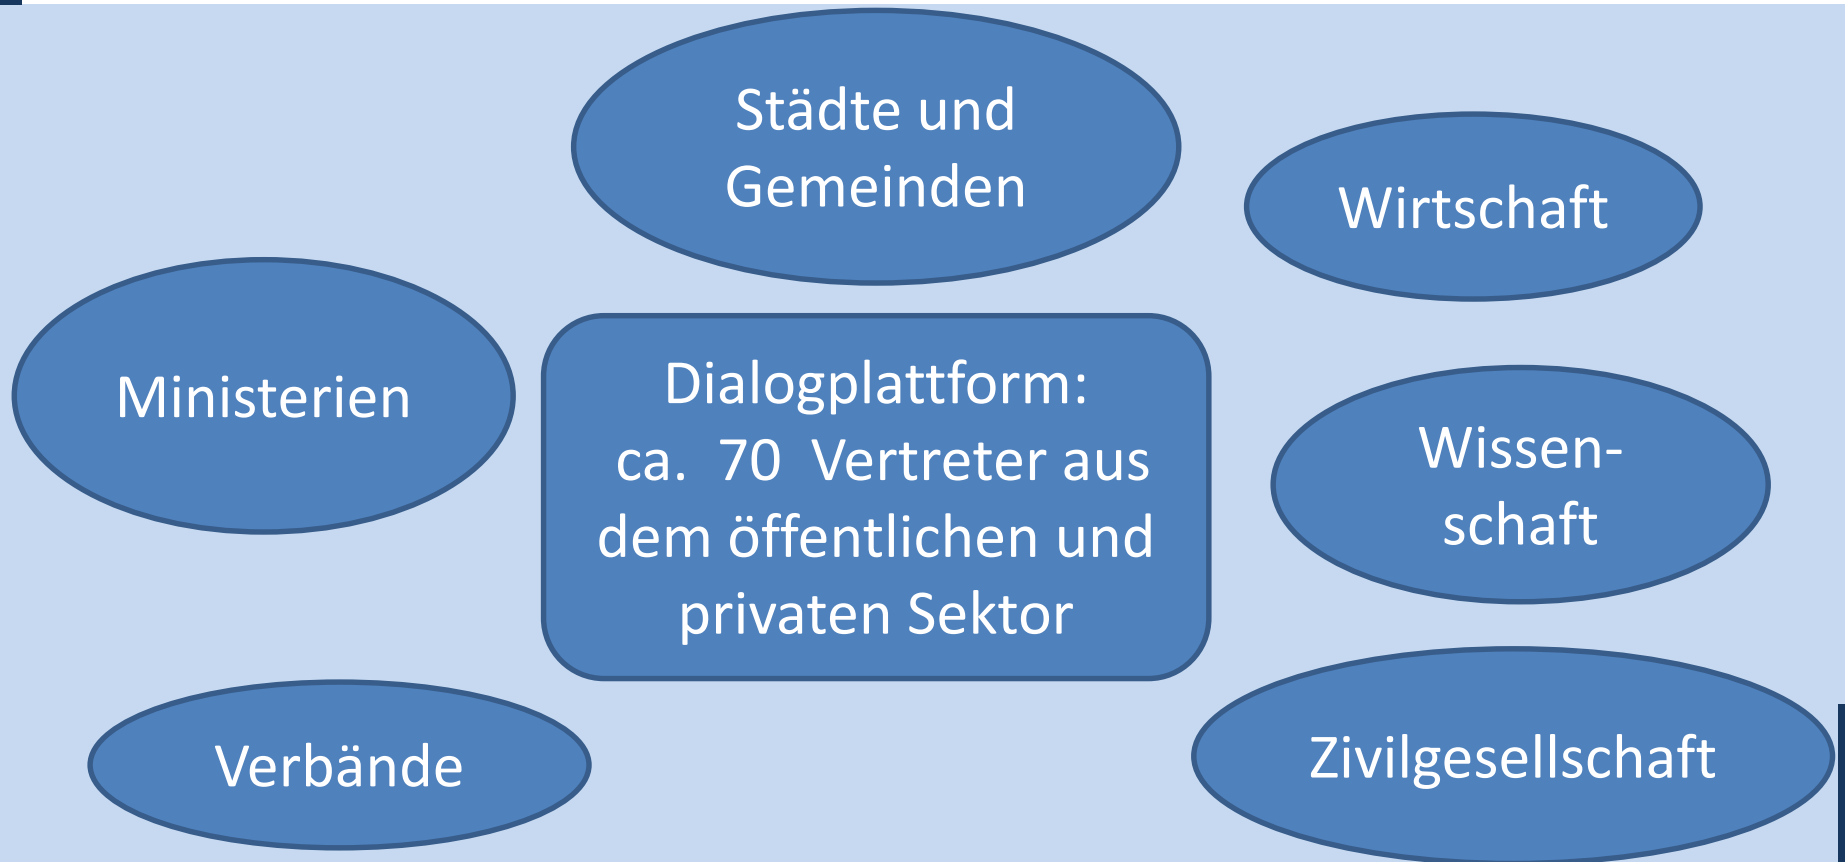 Städte und
Gemeinden
Wirtschaft
Ministerien
Dialogplattform:
ca. 70 Vertreter aus
dem öffentlichen und
privaten Sektor
Wissen-
schaft
Verbände
Zivilgesellschaft